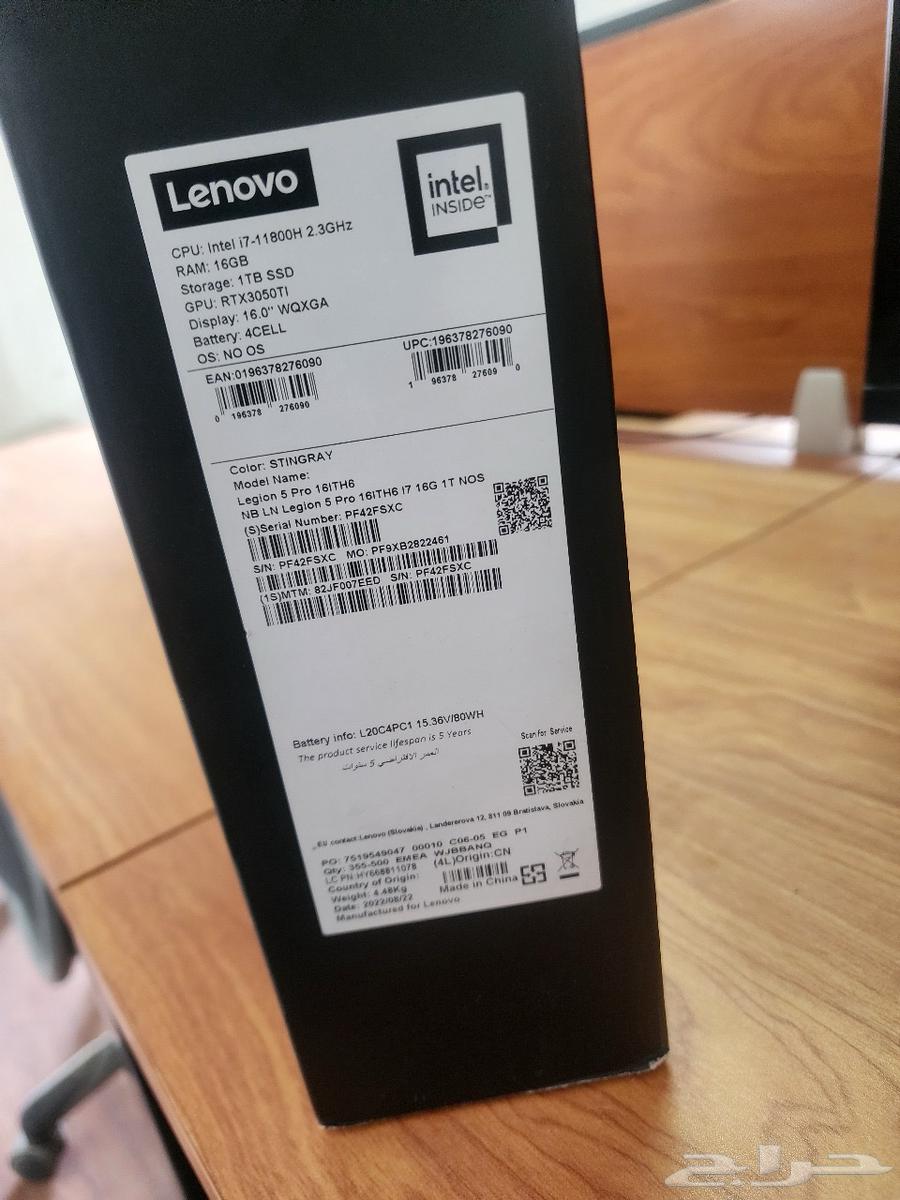 Lenovo
intel.
INSIDE™
CPU: Intel i7-11800H 2.3GHz
RAM: 16GB
Storage: 1TB SSD
GPU: RTX3050TI
Display: 16.0" WQXGA
Battery: 4CELL
OS: NO OS
EAN:0196378276090
0 196378 276090
UPC:196378276090
1 96378 27609 0
Color: STINGRAY
Model Name:
Legion 5 Pro 16ITH6
NB LN Legion 5 Pro 16ITH6 I7 16G 1T NOS
(S)Serial Number: PF42FSXC
S/N: PF42FSXC MO: PF9XB2822461
(1S)MTM: 82JF007EED S/N: PF42FSXC
Battery info: L20C4PC1 15.36V/80WH
The product service lifespan is 5 Years
العمر الافتراضي 5 سنوات
Scan for Service
EU contact:Lenovo (Slovakia) , Landererova 12, 811 09 Bratislava, Slovakia
PO: 7519549047 00010 C06-05 EG P1
Qty: 355-500 EMEA WJBBANQ
LC PN:HY668811078 (4L)Origin:CN
Country of Origin:
Weight: 4.48Kg Made in China
Date: 2022/08/22
Manufactured for Lenovo
حراج